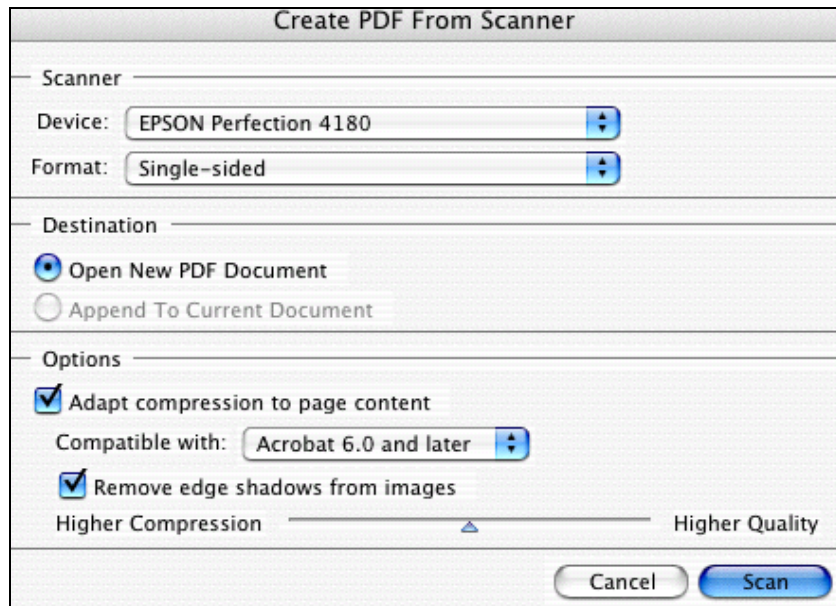 Create PDF From Scanner
Scanner
Device: EPSON Perfection 4180
Format: Single-sided
Destination
Open New PDF Document
Append To Current Document
Options
Adapt compression to page content
Compatible with: Acrobat 6.0 and later
Remove edge shadows from images
Higher Compression Higher Quality
Cancel Scan